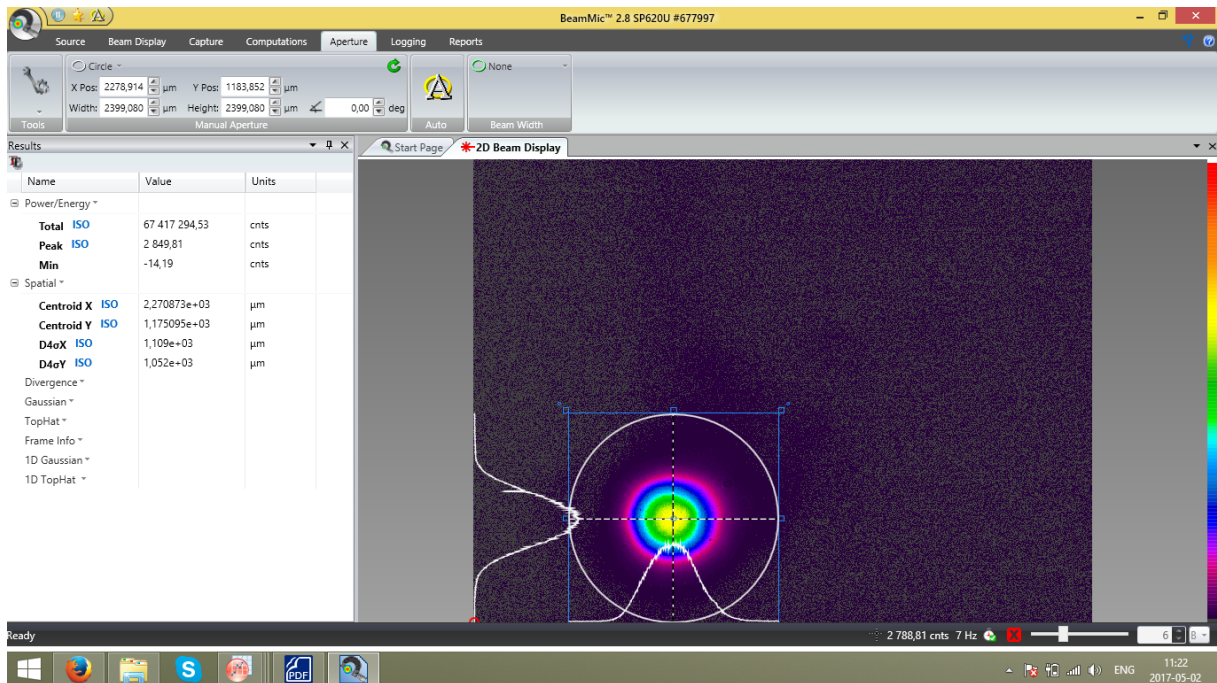 BeamMic™ 2.8 SP620U #677997
Source Beam Display Capture Computations Aperture Logging Reports
Circle None
X Pos: 2278,914 µm Y Pos: 1183,852 µm
Width: 2399,080 µm Height: 2399,080 µm 0,00 deg
Tools Manual Aperture Auto Beam Width
Results Start Page 2D Beam Display
Name Value Units
Power/Energy
Total ISO 67 417 294,53 cnts
Peak ISO 2 849,81 cnts
Min -14,19 cnts
Spatial
Centroid X ISO 2,270873e+03 µm
Centroid Y ISO 1,175095e+03 µm
D4σX ISO 1,109e+03 µm
D4σY ISO 1,052e+03 µm
Divergence
Gaussian
TopHat
Frame Info
1D Gaussian
1D TopHat
Ready 2 788,81 cnts 7 Hz X 6 B
S PDF ENG 11:22
2017-05-02